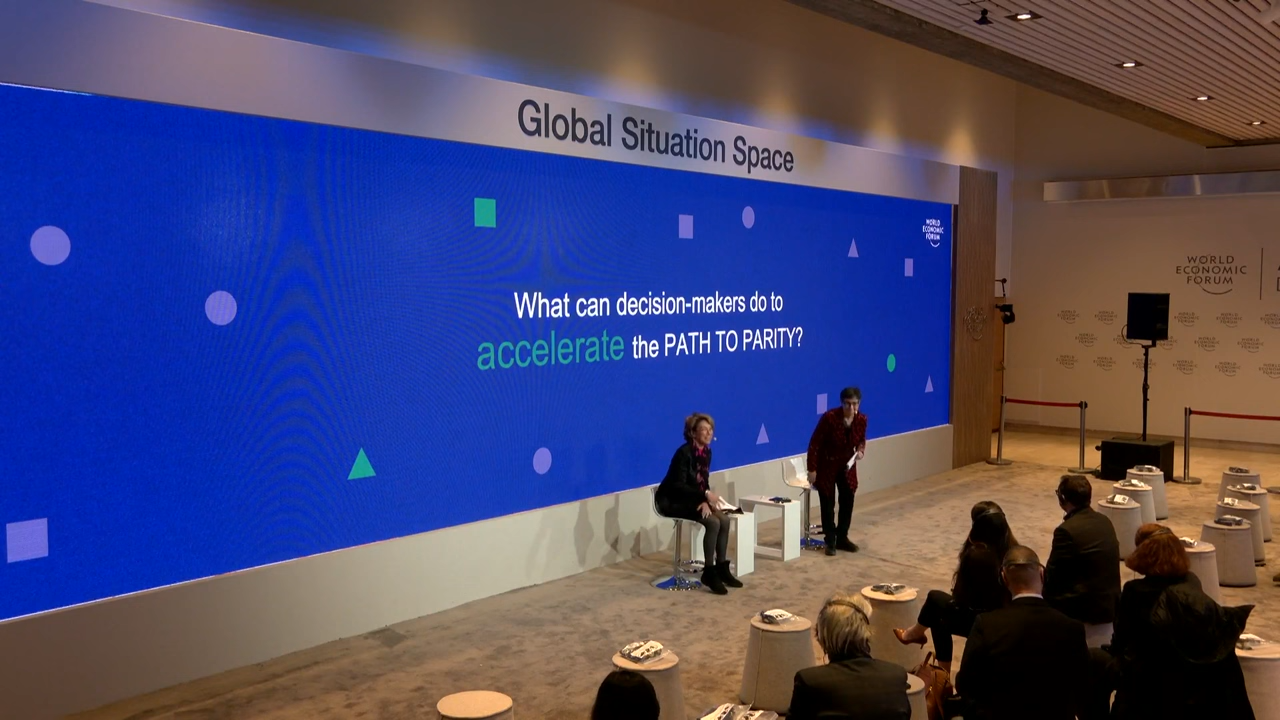 Global Situation Space
WORLD
ECONOMIC
FORUM
What can decision-makers do to
accelerate the PATH TO PARITY?
WORLD
ECONOMIC
FORUM